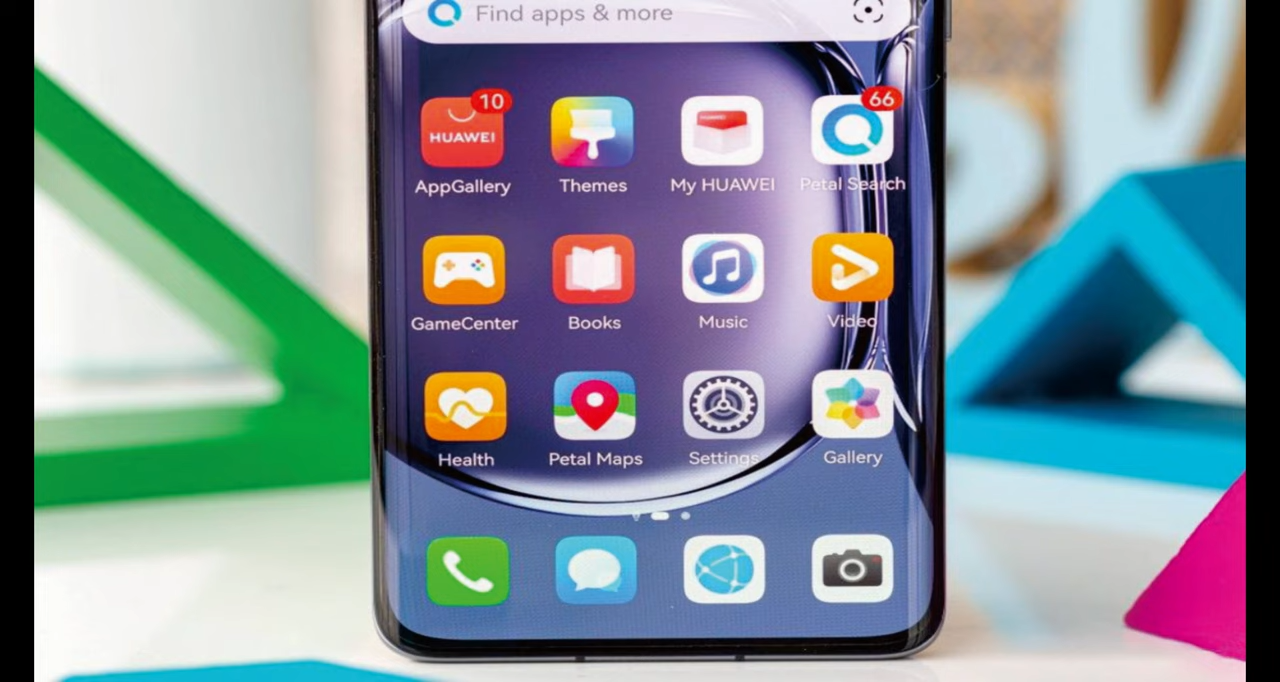 Find apps & more
10
66
HUAWEI
HUAWEI
AppGallery Themes My HUAWEI Petal Search
GameCenter Books Music Video
Health Petal Maps Settings Gallery